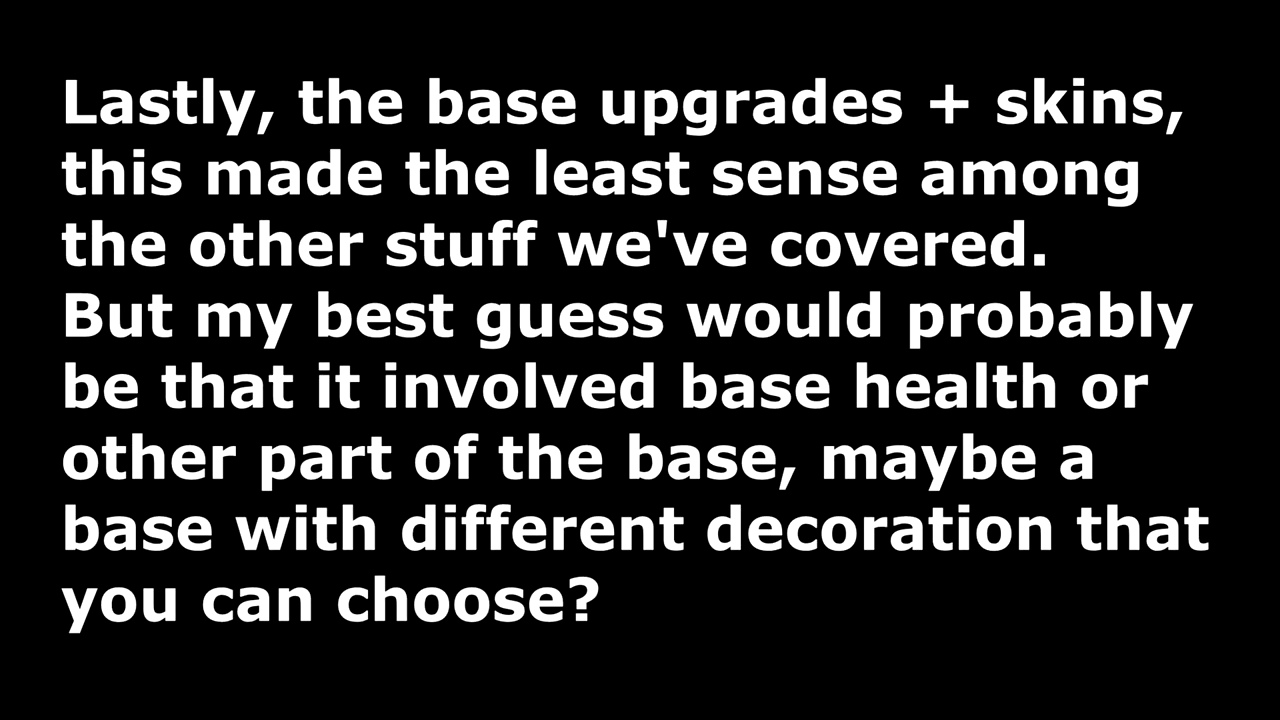 Lastly, the base upgrades + skins,
this made the least sense among
the other stuff we've covered.
But my best guess would probably
be that it involved base health or
other part of the base, maybe a
base with different decoration that
you can choose?